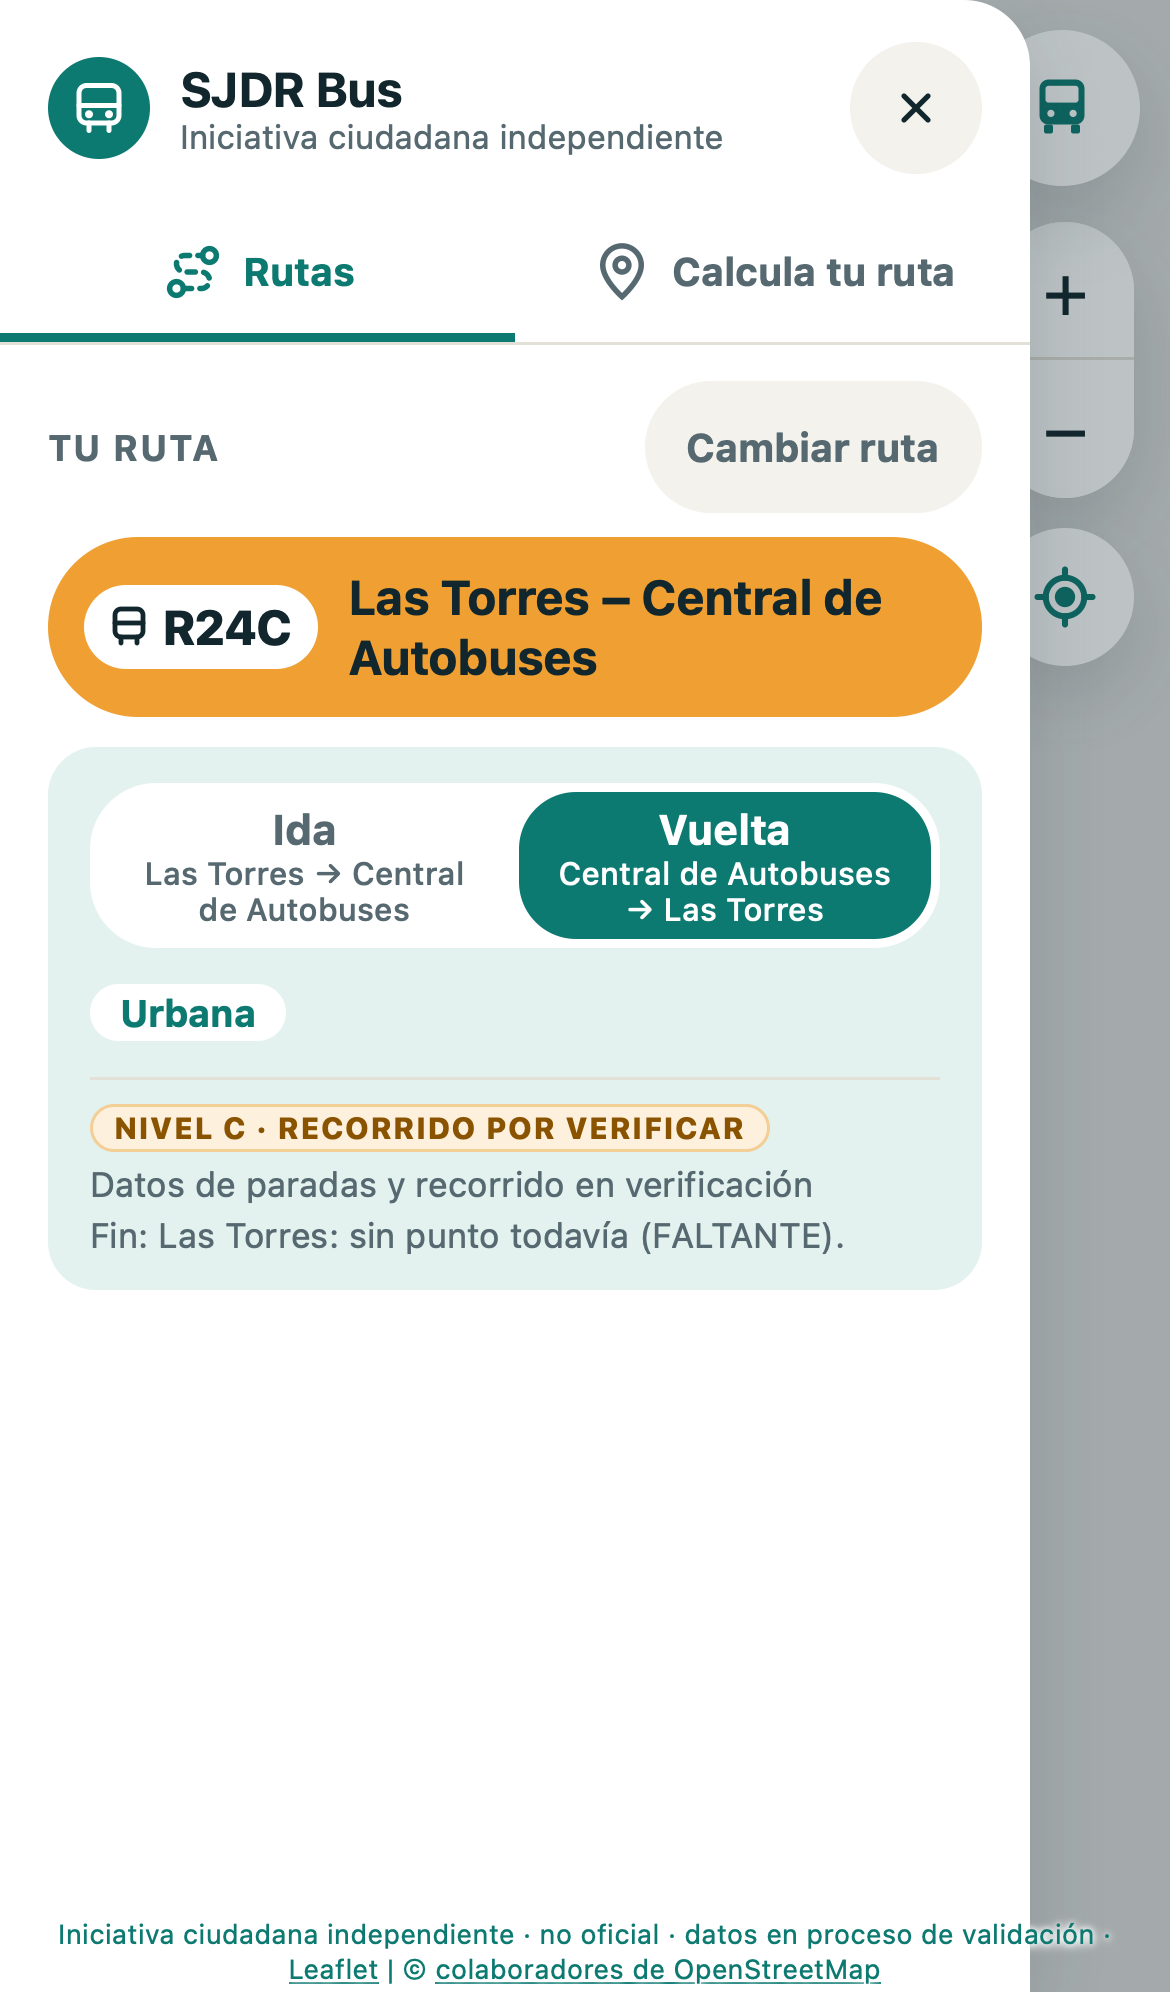 SJDR Bus
Iniciativa ciudadana independiente
Rutas
Calcula tu ruta
TU RUTA
Cambiar ruta
R24C
Las Torres – Central de
Autobuses
Ida
Las Torres → Central
de Autobuses
Vuelta
Central de Autobuses
→ Las Torres
Urbana
NIVEL C · RECORRIDO POR VERIFICAR
Datos de paradas y recorrido en verificación
Fin: Las Torres: sin punto todavía (FALTANTE).
Iniciativa ciudadana independiente · no oficial · datos en proceso de validación ·
Leaflet | © colaboradores de OpenStreetMap